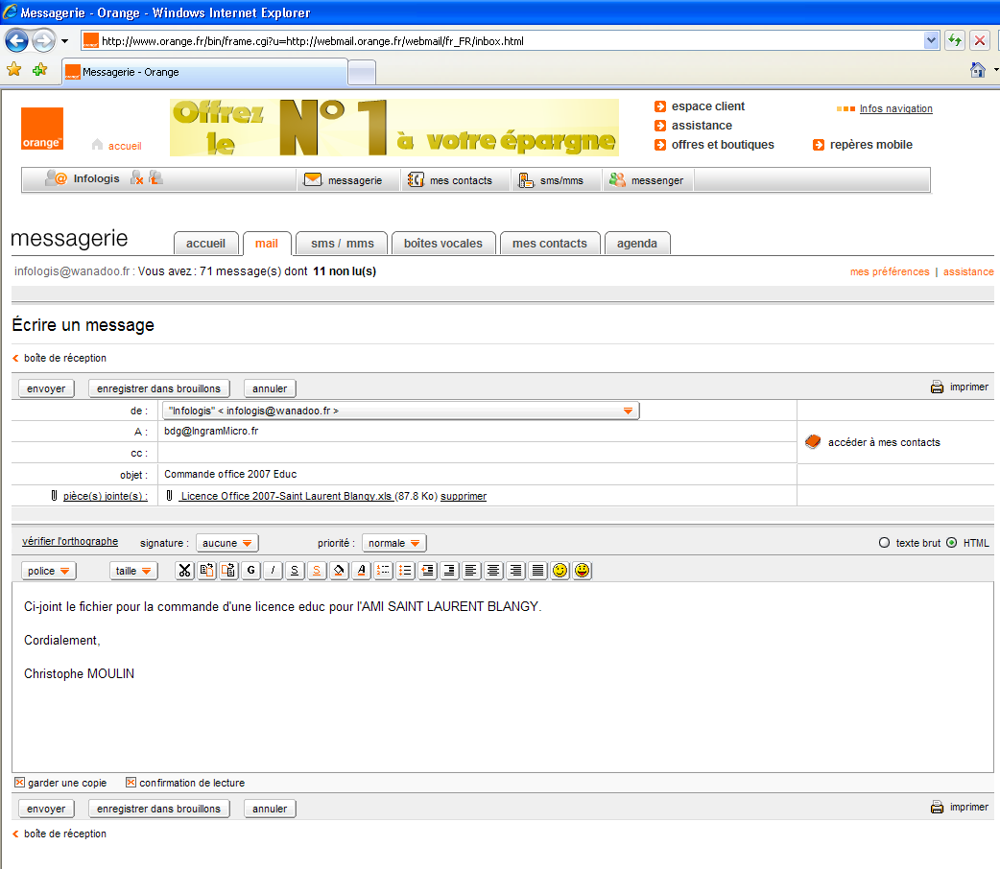 Messagerie - Orange - Windows Internet Explorer
http://www.orange.fr/bin/frame.cgi?u=http://webmail.orange.fr/webmail/fr_FR/inbox.html
Messagerie - Orange
orange™
accueil
Offrez le N°1 à votre épargne
espace client
assistance
offres et boutiques
repères mobile
Infos navigation
Infologis
messagerie
mes contacts
sms/mms
messenger
messagerie
accueil
mail
sms / mms
boîtes vocales
mes contacts
agenda
infologis@wanadoo.fr : Vous avez : 71 message(s) dont 11 non lu(s)
mes préférences | assistance
Écrire un message
boîte de réception
envoyer
enregistrer dans brouillons
annuler
imprimer
de : "Infologis" < infologis@wanadoo.fr >
A : bdg@IngramMicro.fr
accéder à mes contacts
cc :
objet : Commande office 2007 Educ
pièce(s) jointe(s) : Licence Office 2007-Saint Laurent Blangy.xls (87.8 Ko) supprimer
vérifier l'orthographe
signature : aucune
priorité : normale
texte brut
HTML
police
taille
G
I
S
S
A
Ci-joint le fichier pour la commande d'une licence educ pour l'AMI SAINT LAURENT BLANGY.
Cordialement,
Christophe MOULIN
garder une copie
confirmation de lecture
envoyer
enregistrer dans brouillons
annuler
imprimer
boîte de réception